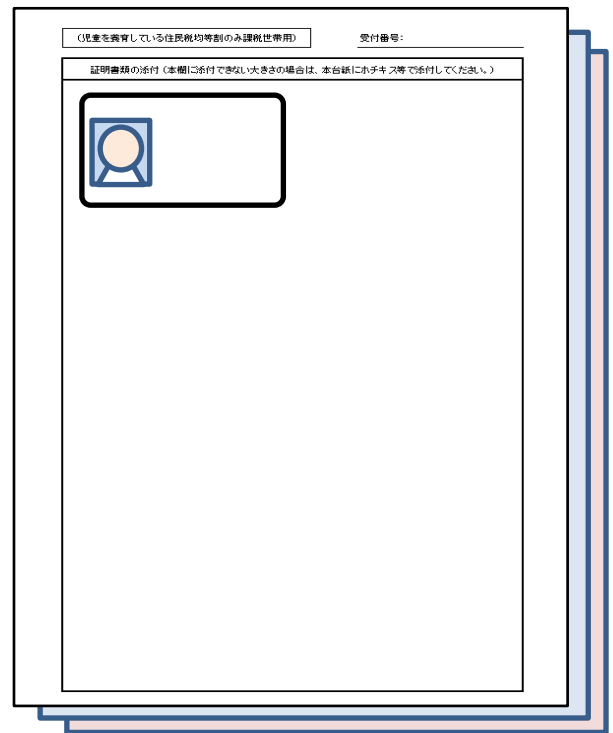 （児童を養育している住民税均等割のみ課税世帯用）
受付番号：
証明書類の添付（本欄に添付できない大きさの場合は、本台紙にホチキス等で添付してください。）